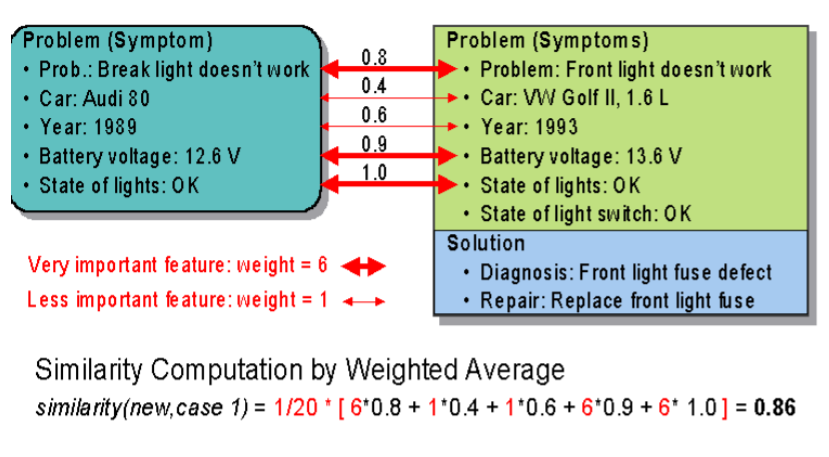 Problem (Symptom)
• Prob.: Break light doesn't work
• Car: Audi 80
• Year: 1989
• Battery voltage: 12.6 V
• State of lights: OK
0.8
0.4
0.6
0.9
1.0
Problem (Symptoms)
• Problem: Front light doesn't work
• Car: VW Golf II, 1.6 L
• Year: 1993
• Battery voltage: 13.6 V
• State of lights: OK
• State of light switch: OK
Solution
• Diagnosis: Front light fuse defect
• Repair: Replace front light fuse
Very important feature: weight = 6
Less important feature: weight = 1
Similarity Computation by Weighted Average
similarity(new,case 1) = 1/20 * [ 6*0.8 + 1*0.4 + 1*0.6 + 6*0.9 + 6* 1.0 ] = 0.86